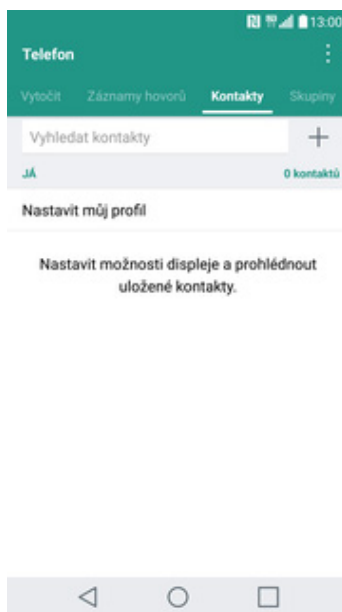 13:00
Telefon
Vytočit Záznamy hovorů Kontakty Skupiny
Vyhledat kontakty
JÁ 0 kontaktů
Nastavit můj profil
Nastavit možnosti displeje a prohlédnout
uložené kontakty.